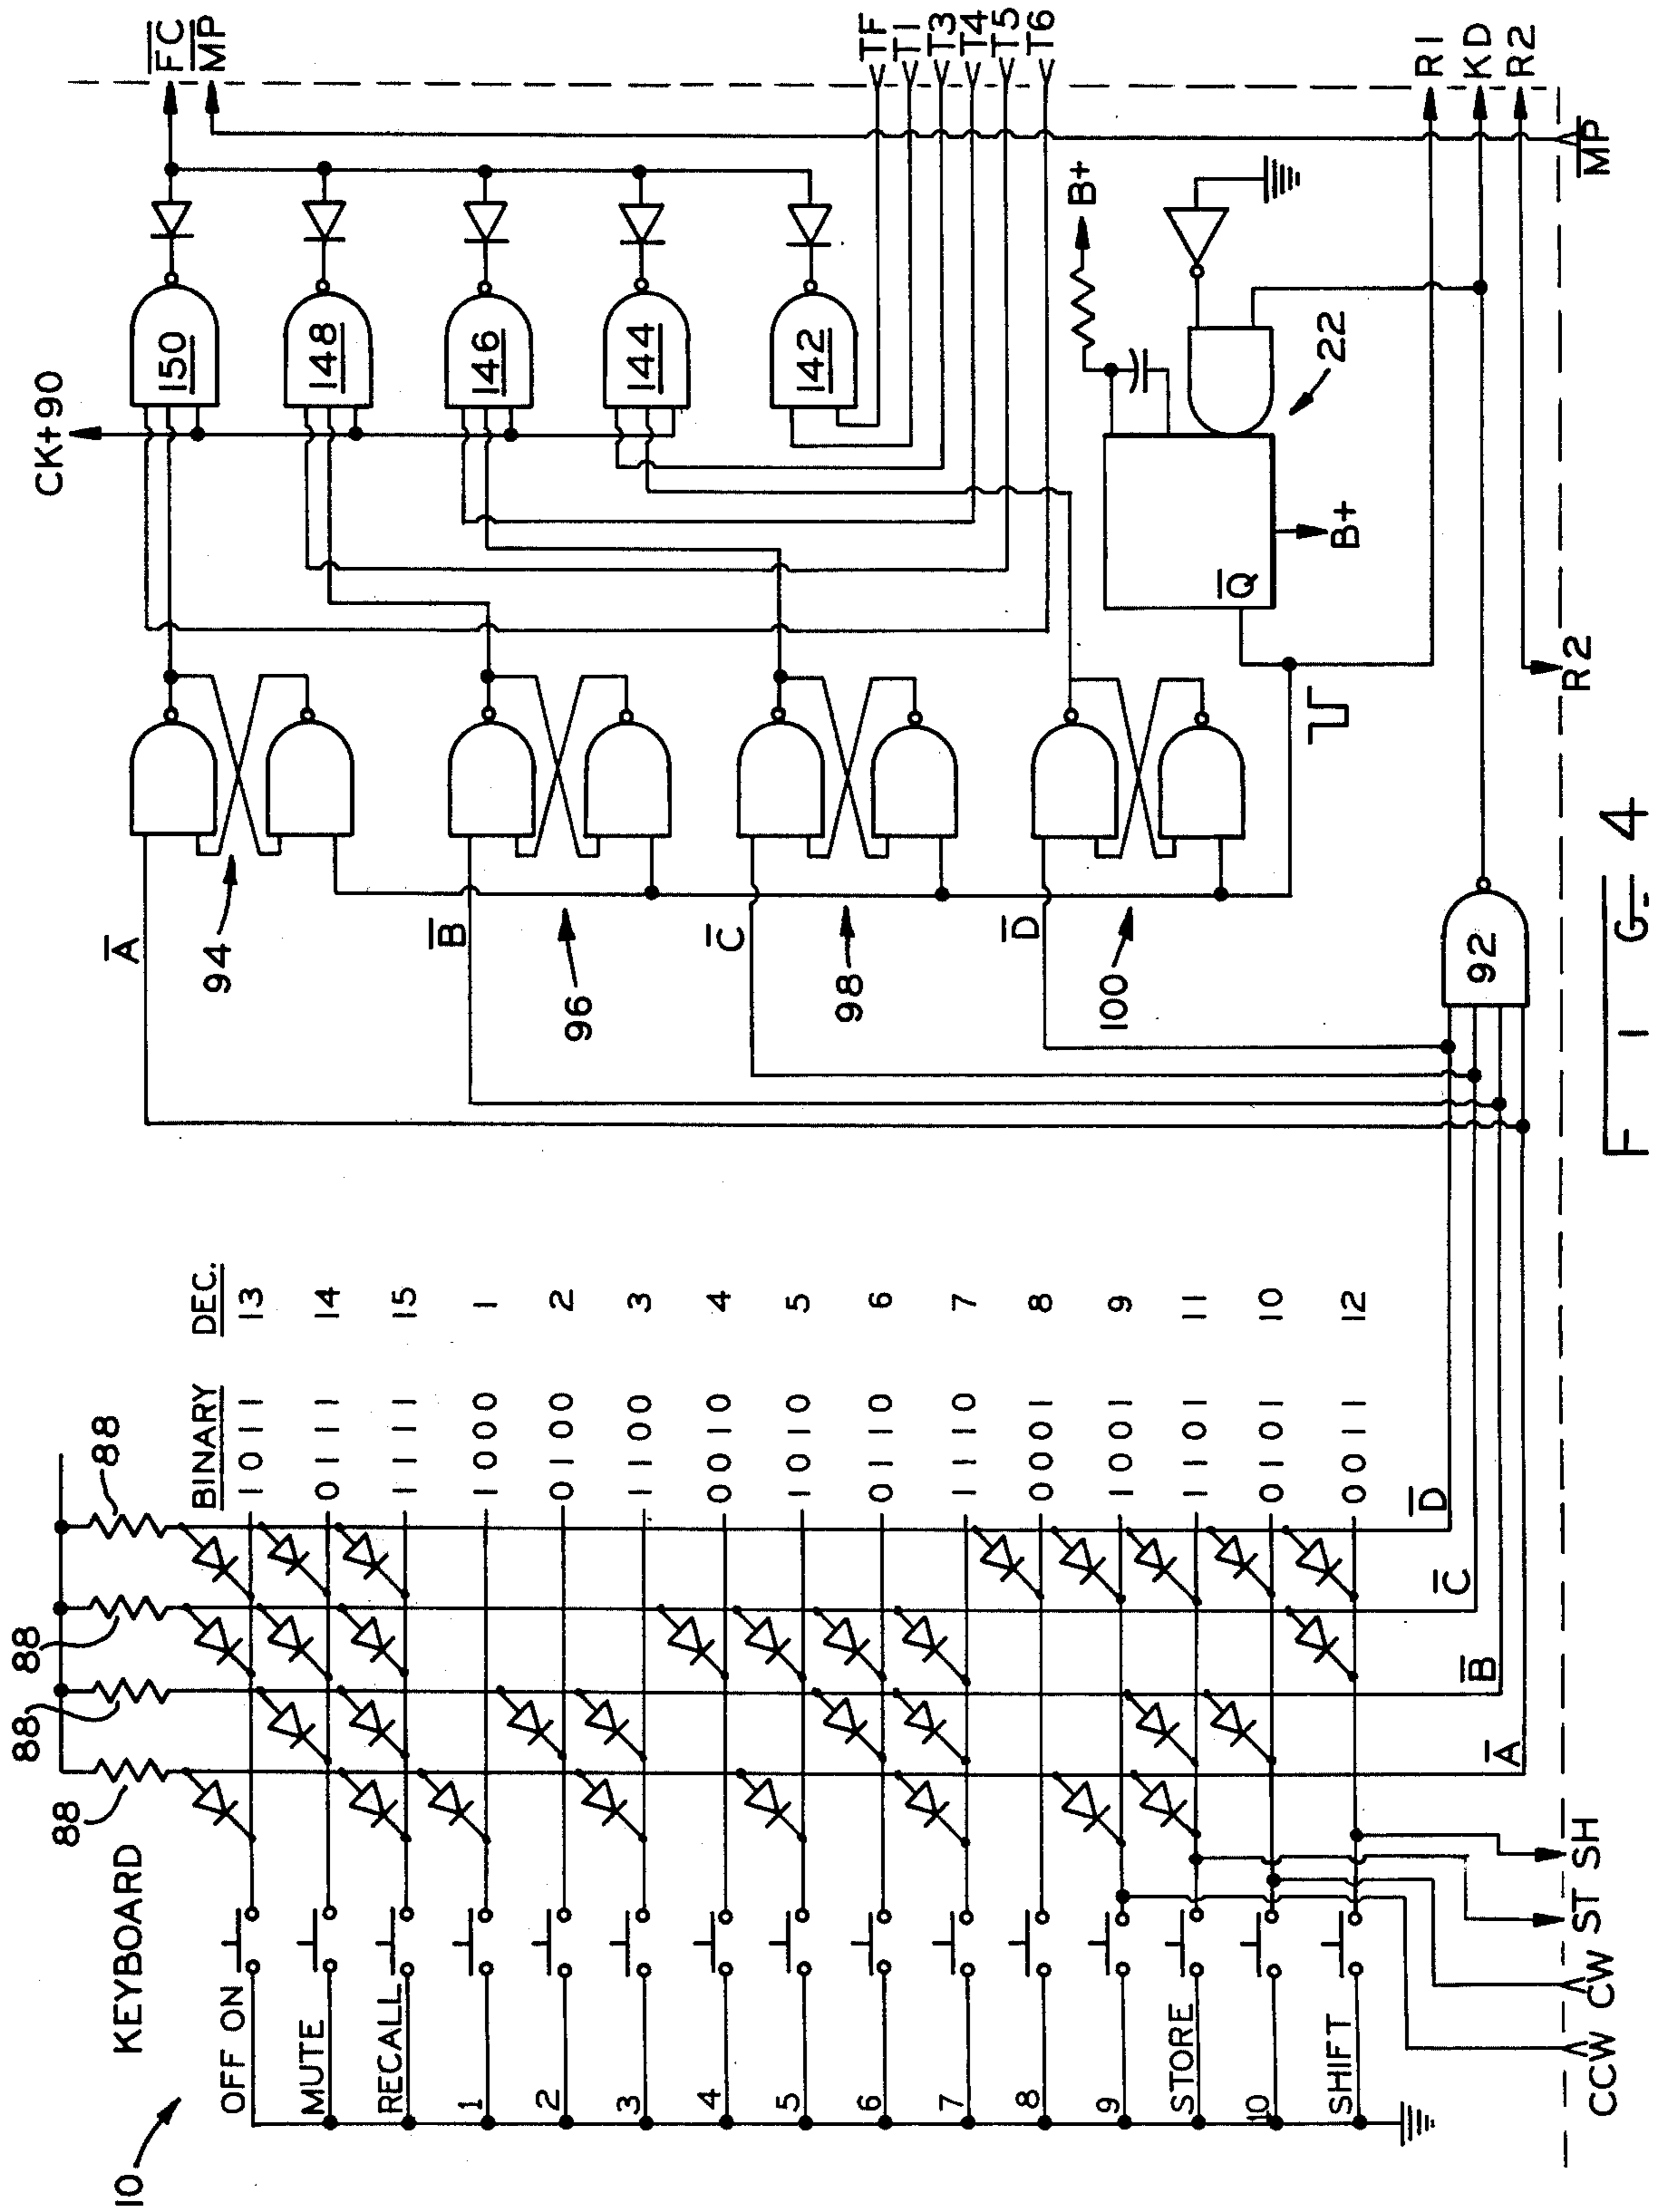 10
KEYBOARD
88
88
88
88
BINARY DEC.
OFF ON 1011 13
MUTE 0111 14
RECALL 1111 15
1 1000 1
2 0100 2
3 1100 3
4 0010 4
5 1010 5
6 0110 6
7 1110 7
8 0001 8
9 1001 9
STORE 1101 11
10 0101 10
SHIFT 0011 12
A̅ B̅ C̅ D̅
CCW CW ST SH
A̅
94
B̅
96
C̅
98
D̅
100
92
CK+90
150
148
146
144
142
F̅C̅
M̅P̅
TF
T1
T3
T4
T5
T6
B+
22
Q̅
B+
R1
KD
R2
R2
M̅P̅
FIG. 4